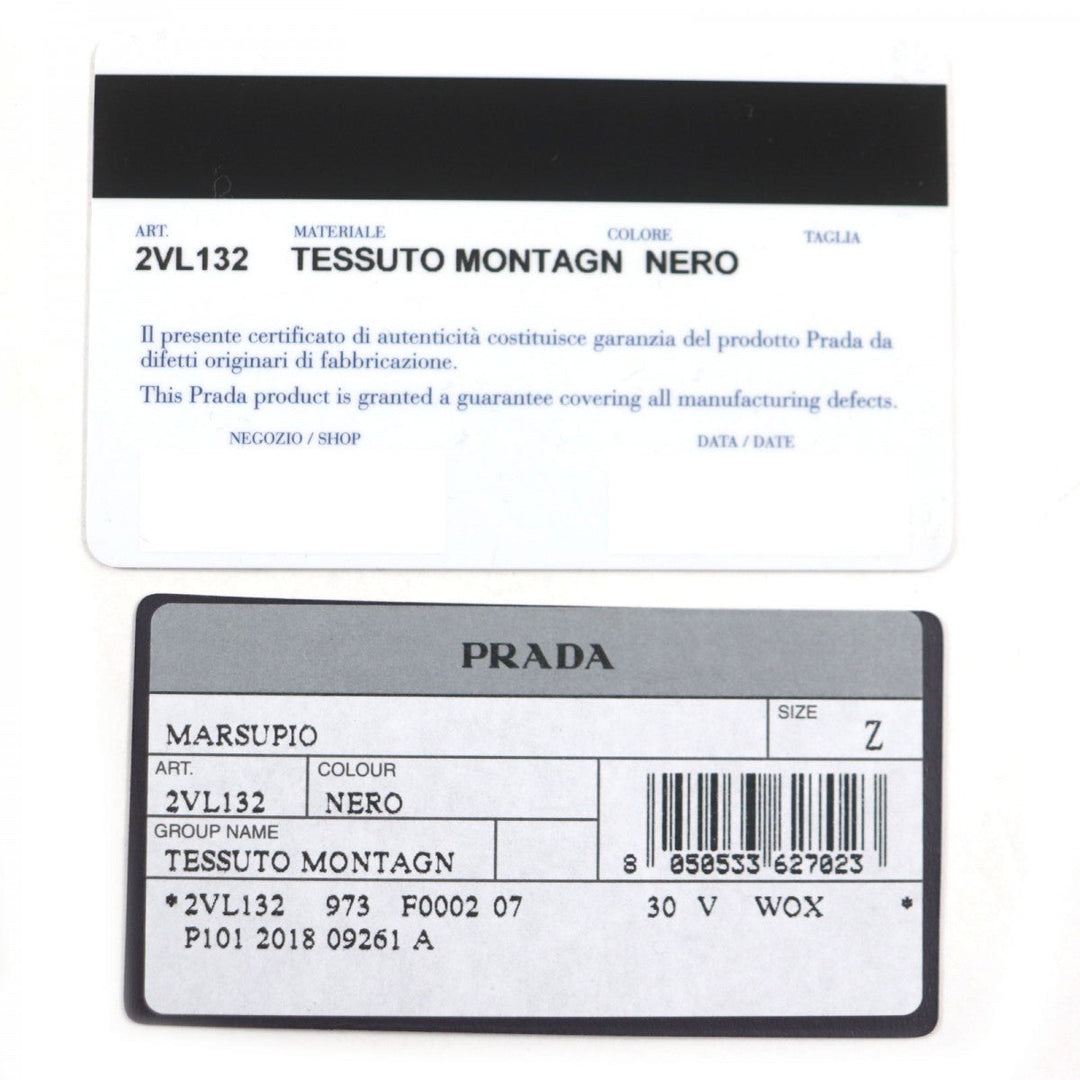 ART. MATERIALE COLORE TAGLIA
2VL132 TESSUTO MONTAGN NERO
Il presente certificato di autenticità costituisce garanzia del prodotto Prada da
difetti originari di fabbricazione.
This Prada product is granted a guarantee covering all manufacturing defects.
NEGOZIO / SHOP DATA / DATE
PRADA
MARSUPIO SIZE Z
ART. COLOUR
2VL132 NERO
GROUP NAME
TESSUTO MONTAGN
8 050533 627023
*2VL132 973 F0002 07 30 V WOX *
P101 2018 09261 A